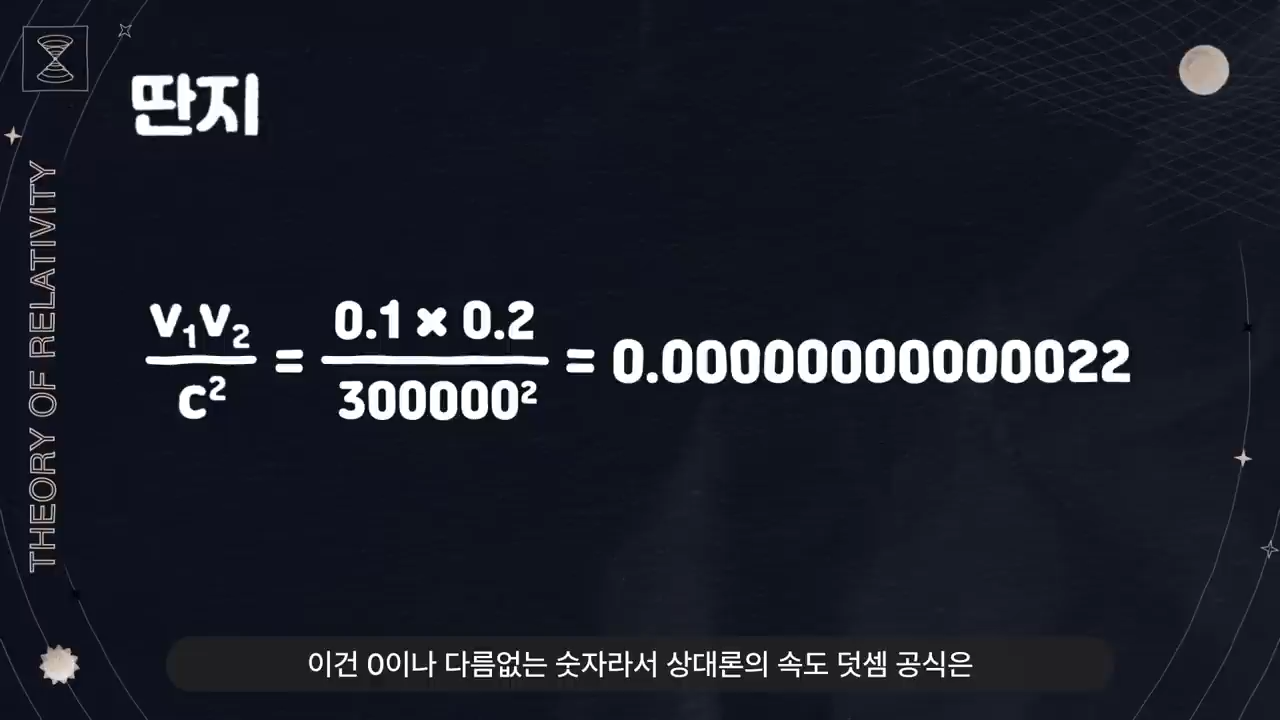 딴지
THEORY OF RELATIVITY
v₁v₂ / c² = 0.1 × 0.2 / 300000² = 0.00000000000022
이건 0이나 다름없는 숫자라서 상대론의 속도 덧셈 공식은